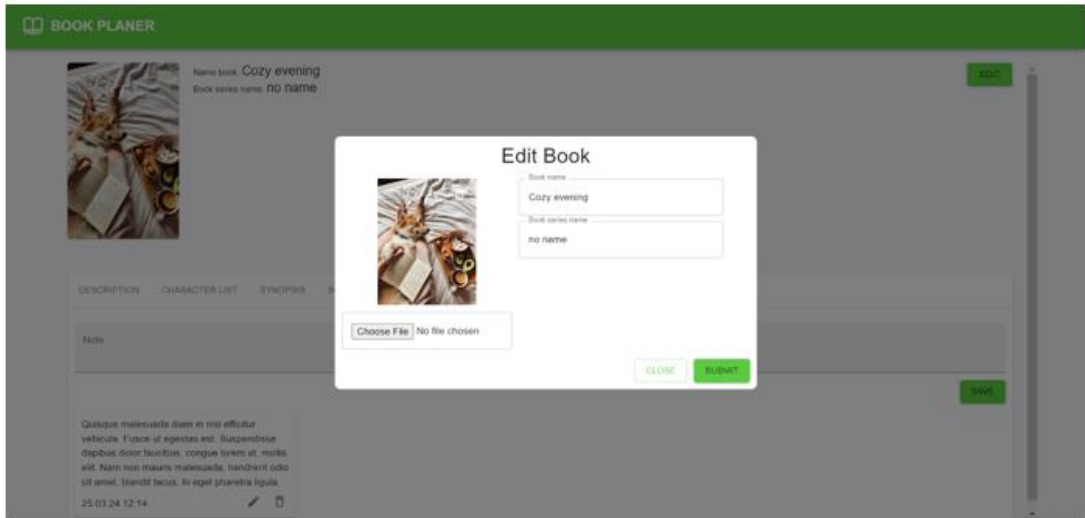 BOOK PLANER
Name book Cozy evening
Book series name no name
EDIT
Edit Book
Book name
Cozy evening
Book series name
no name
Choose File No file chosen
CLOSE SUBMIT
DESCRIPTION CHARACTER LIST SYNOPSIS
Note
SAVE
Quisque malesuada diam in nisl efficitur
vehicula. Fusce ut egestas est. Suspendisse
dapibus dolor faucibus, congue lorem at, mollis
elit. Nam non mauris malesuada, hendrerit odio
sit amet, blandit lacus. In eget pharetra ligula.
25.03.24 12:14